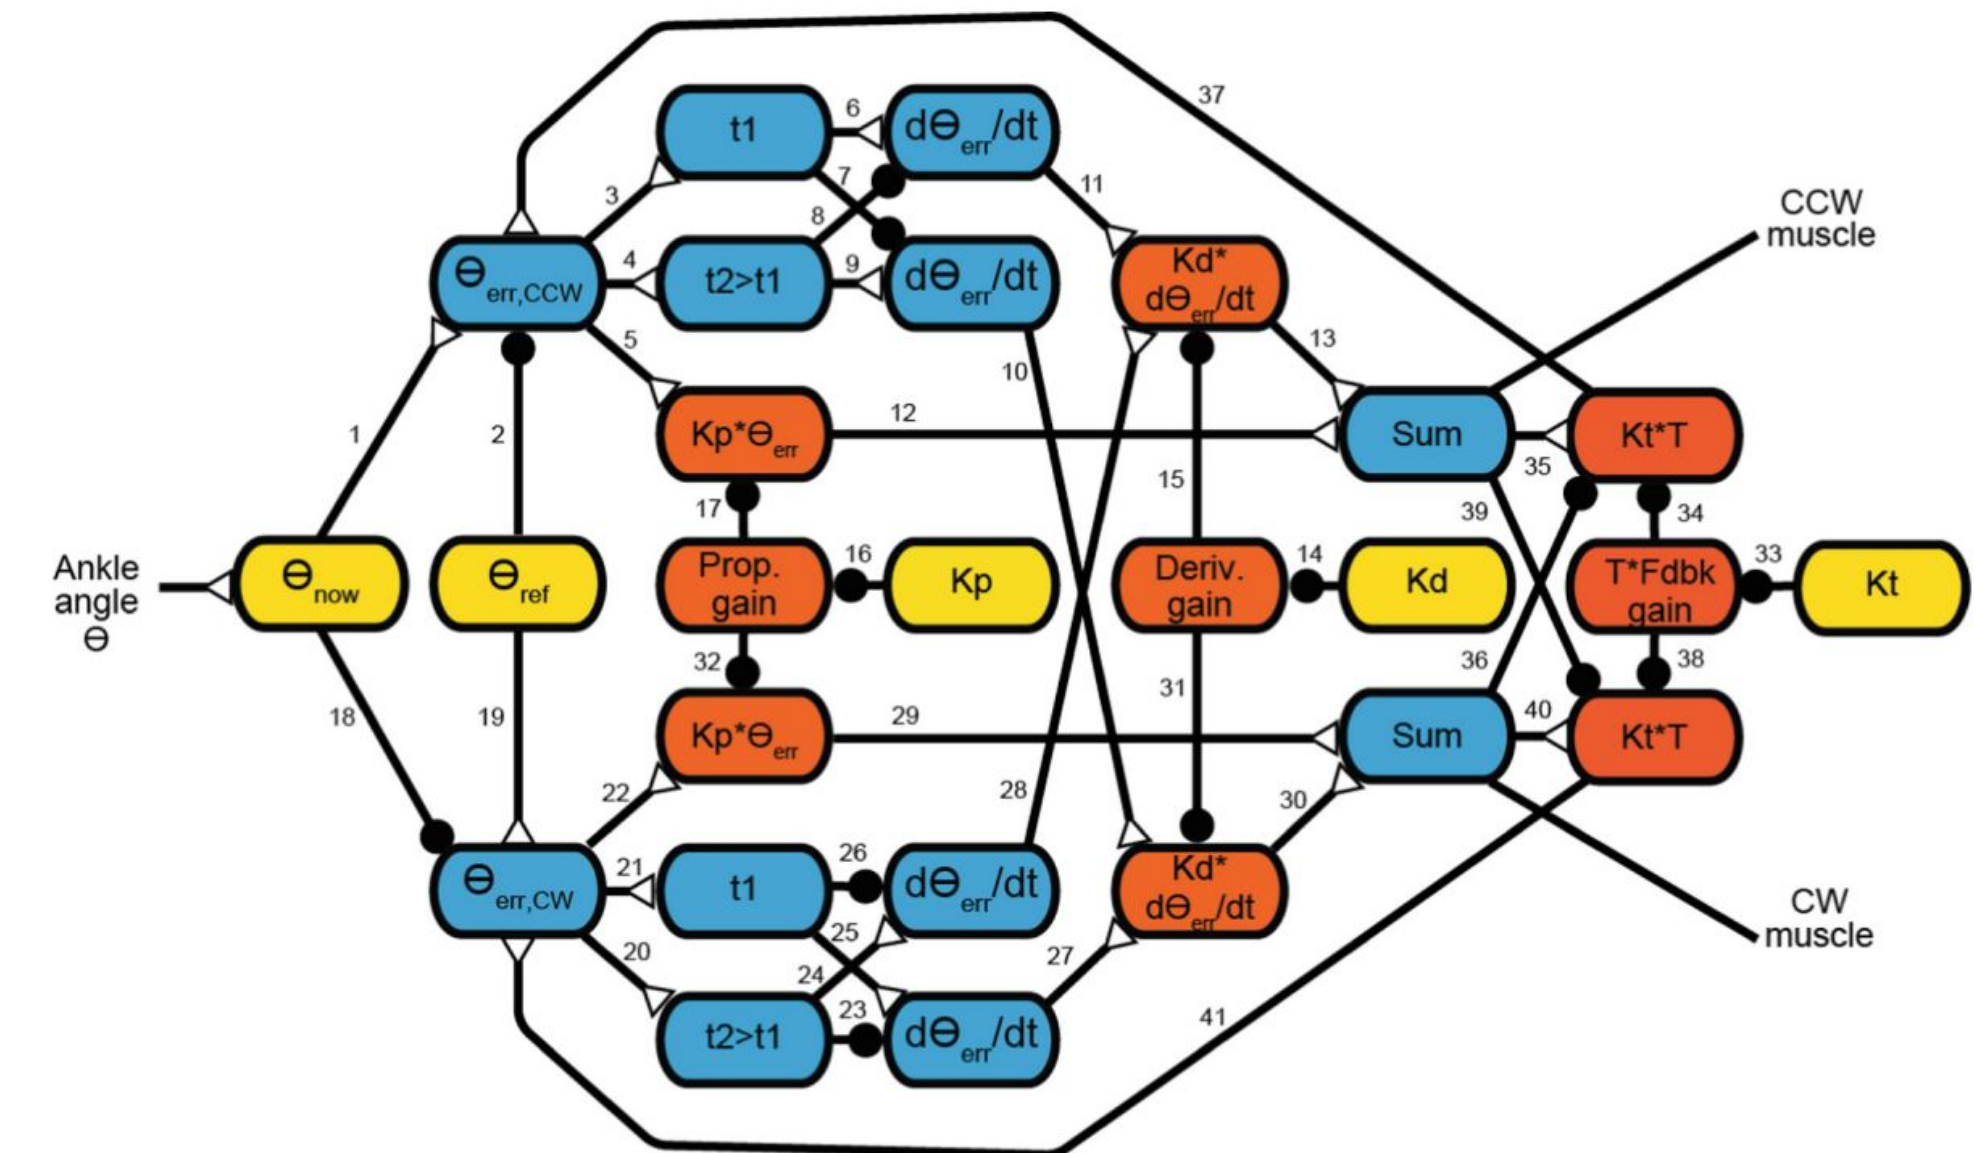 37
6
t1
dϴerr/dt
11
7
3
8
CCW
muscle
ϴerr,CCW
4
t2>t1
9
dϴerr/dt
Kd*
dϴerr/dt
13
5
10
1
2
Kp*ϴerr
12
Sum
35
Kt*T
17
15
39
34
Ankle
angle
ϴ
ϴnow
ϴref
Prop.
gain
16
Kp
Deriv.
gain
14
Kd
T*Fdbk
gain
33
Kt
32
31
36
38
18
19
Kp*ϴerr
29
Sum
40
Kt*T
22
28
30
ϴerr,CW
21
t1
26
dϴerr/dt
Kd*
dϴerr/dt
CW
muscle
25
20
24
27
t2>t1
23
dϴerr/dt
41